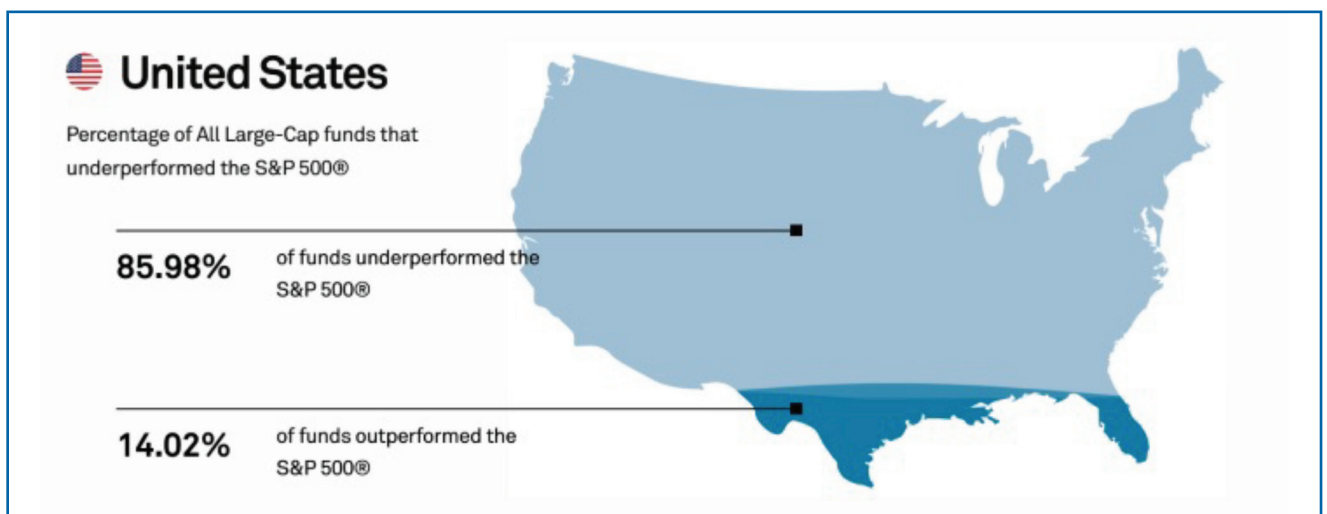 United States
Percentage of All Large-Cap funds that
underperformed the S&P 500®
85.98%
of funds underperformed the
S&P 500®
14.02%
of funds outperformed the
S&P 500®